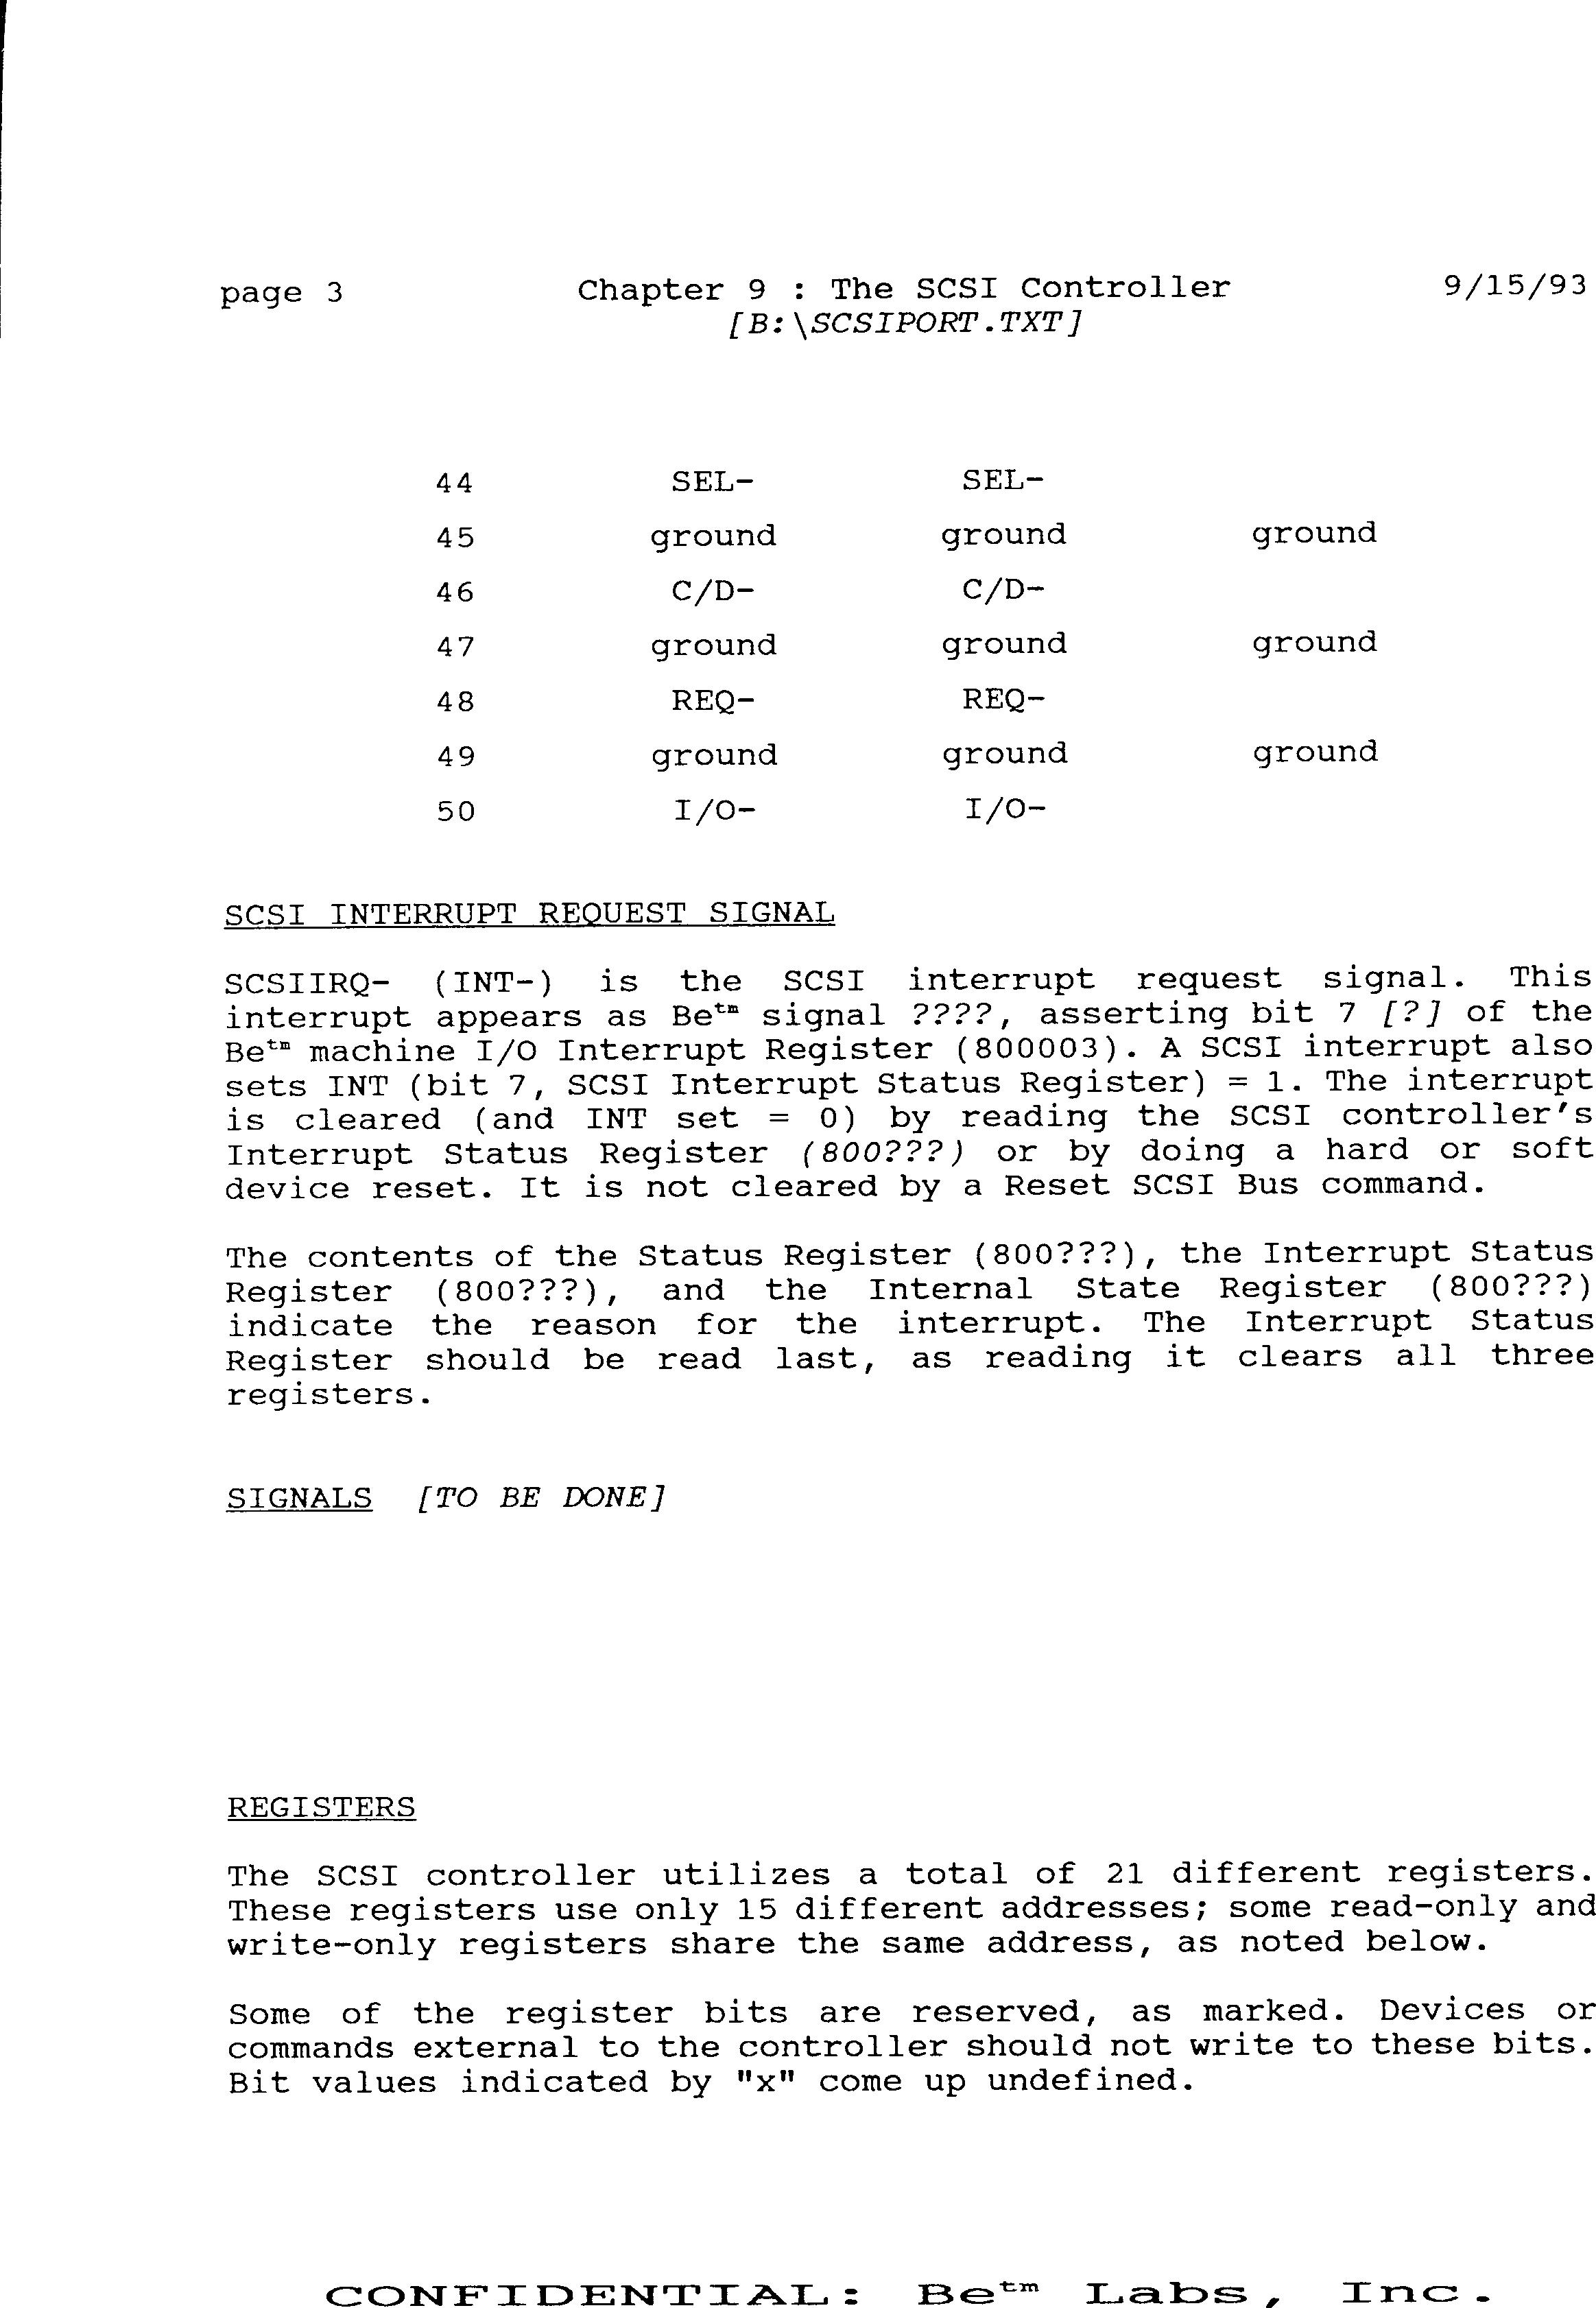 page 3 Chapter 9 : The SCSI Controller 9/15/93
[B:\SCSIPORT.TXT]
44 SEL- SEL-
45 ground ground ground
46 C/D- C/D-
47 ground ground ground
48 REQ- REQ-
49 ground ground ground
50 I/O- I/O-
SCSI INTERRUPT REQUEST SIGNAL
SCSIIRQ- (INT-) is the SCSI interrupt request signal. This
interrupt appears as Be™ signal ????, asserting bit 7 [?] of the
Be™ machine I/O Interrupt Register (800003). A SCSI interrupt also
sets INT (bit 7, SCSI Interrupt Status Register) = 1. The interrupt
is cleared (and INT set = 0) by reading the SCSI controller's
Interrupt Status Register (800???) or by doing a hard or soft
device reset. It is not cleared by a Reset SCSI Bus command.
The contents of the Status Register (800???), the Interrupt Status
Register (800???), and the Internal State Register (800???)
indicate the reason for the interrupt. The Interrupt Status
Register should be read last, as reading it clears all three
registers.
SIGNALS [TO BE DONE]
REGISTERS
The SCSI controller utilizes a total of 21 different registers.
These registers use only 15 different addresses; some read-only and
write-only registers share the same address, as noted below.
Some of the register bits are reserved, as marked. Devices or
commands external to the controller should not write to these bits.
Bit values indicated by "x" come up undefined.
CONFIDENTIAL: Be™ Labs, Inc.